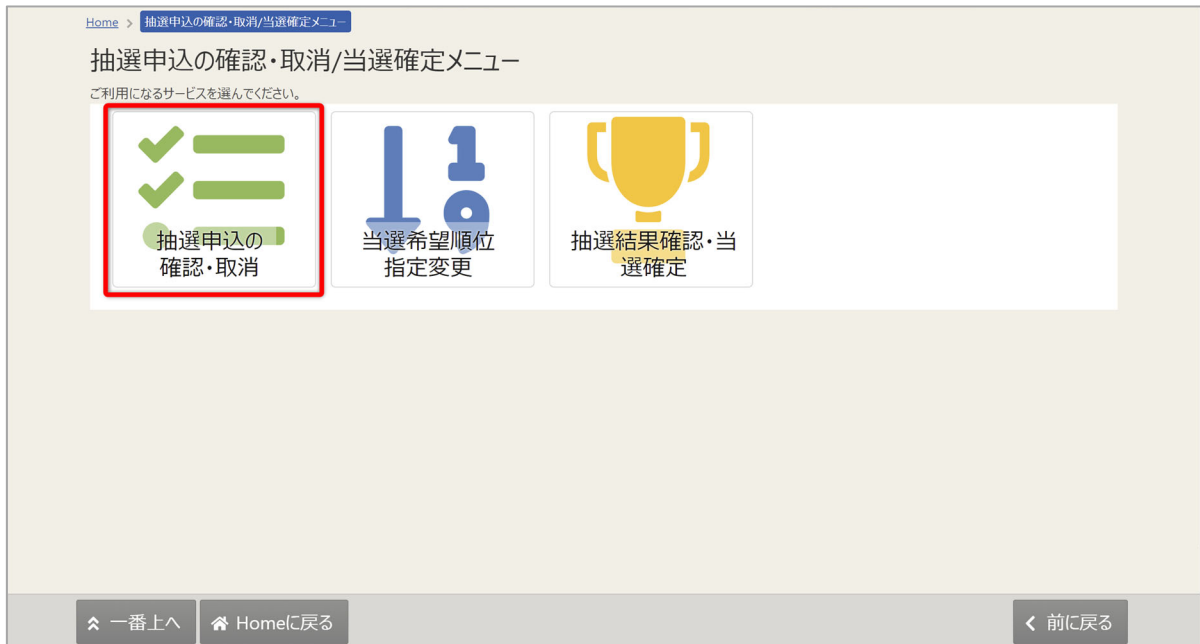 Home > 抽選申込の確認・取消/当選確定メニュー
抽選申込の確認・取消/当選確定メニュー
ご利用になるサービスを選んでください。
抽選申込の
確認・取消
当選希望順位
指定変更
抽選結果確認・当
選確定
一番上へ
Homeに戻る
前に戻る